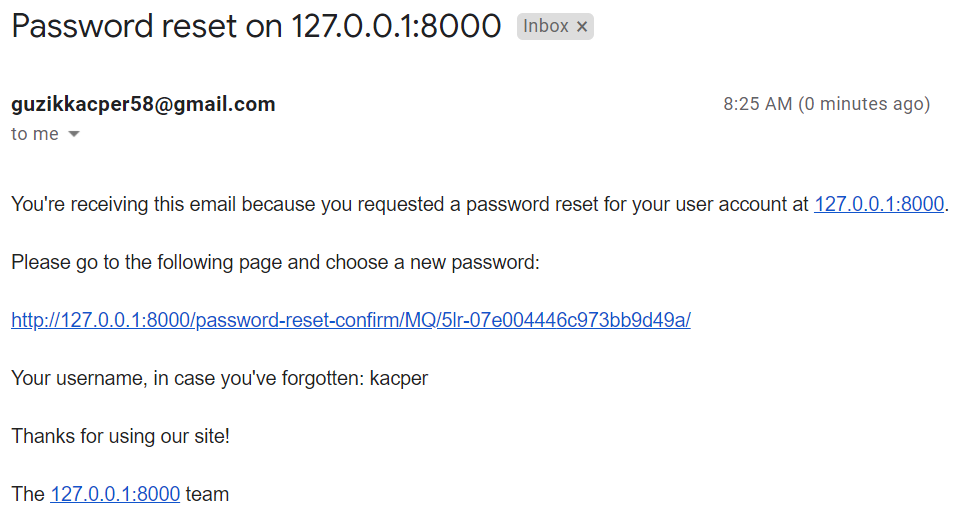 Password reset on 127.0.0.1:8000 Inbox ×
guzikkacper58@gmail.com 8:25 AM (0 minutes ago)
to me
You're receiving this email because you requested a password reset for your user account at 127.0.0.1:8000.
Please go to the following page and choose a new password:
http://127.0.0.1:8000/password-reset-confirm/MQ/5lr-07e004446c973bb9d49a/
Your username, in case you've forgotten: kacper
Thanks for using our site!
The 127.0.0.1:8000 team